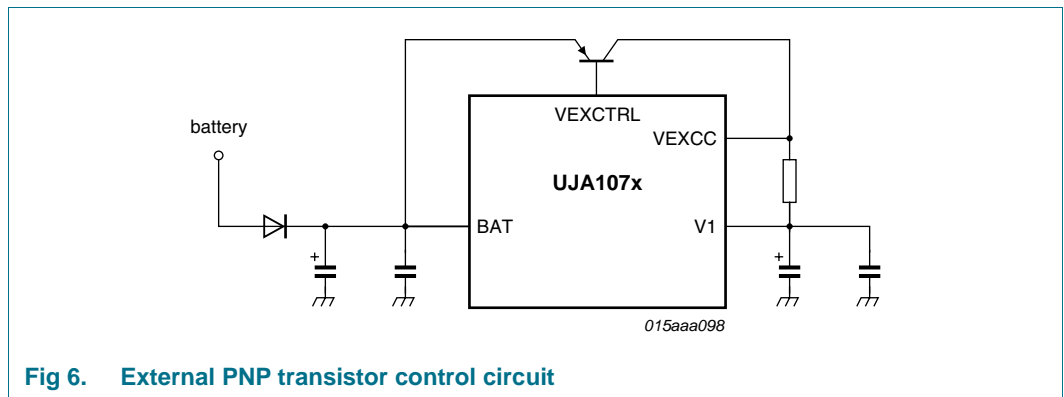 VEXCTRL
battery
VEXCC
UJA107x
BAT
V1
+
+
015aaa098
Fig 6. External PNP transistor control circuit